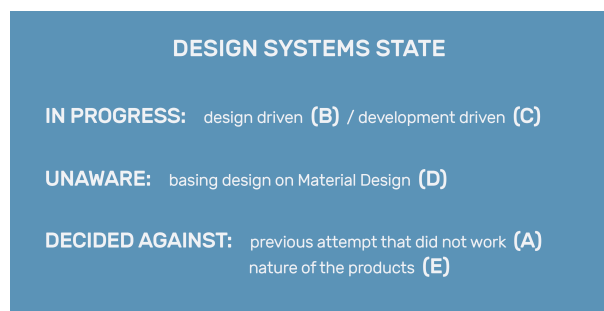 DESIGN SYSTEMS STATE
IN PROGRESS: design driven (B) / development driven (C)
UNAWARE: basing design on Material Design (D)
DECIDED AGAINST: previous attempt that did not work (A)
nature of the products (E)